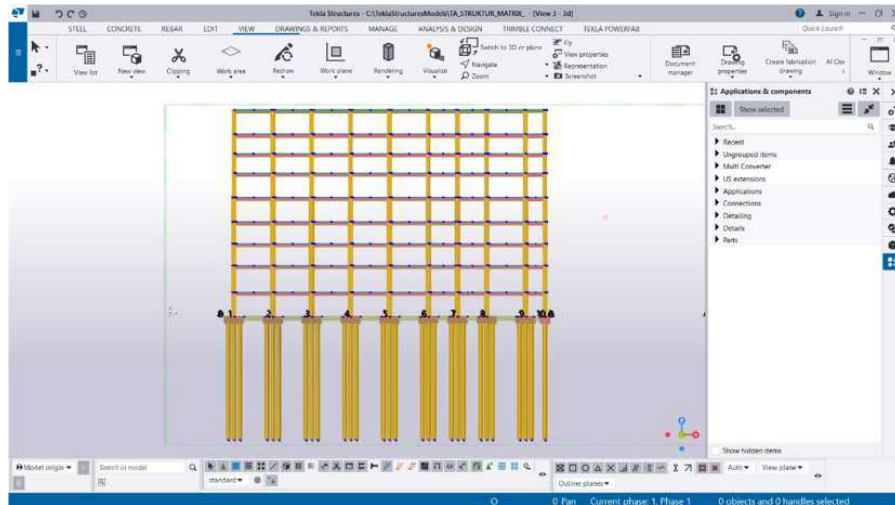 Tekla Structures - C:\TeklaStructuresModels\TA_STRUKTUR_MATRIX_ - [View 3 - 3d]
Sign in
STEEL CONCRETE REBAR EDIT VIEW DRAWINGS & REPORTS MANAGE ANALYSIS & DESIGN TRIMBLE CONNECT TEKLA POWERFAB
Quick Launch
View list
New view
Clipping
Work area
Redraw
Work plane
Rendering
Visualize
Switch to 3D or plane
Navigate
Zoom
Fly
View properties
Representation
Screenshot
Document manager
Drawing properties
Create fabrication drawing
Window
Applications & components
Show selected
Search...
Recent
Ungrouped items
Multi Converter
US extensions
Applications
Connections
Detailing
Details
Parts
1 2 3 4 5 6 7 8 9
Show hidden items
Model origin
Search in model
standard
Auto
View plane
Outline planes
0 Pan Current phase: 1, Phase 1 0 objects and 0 handles selected